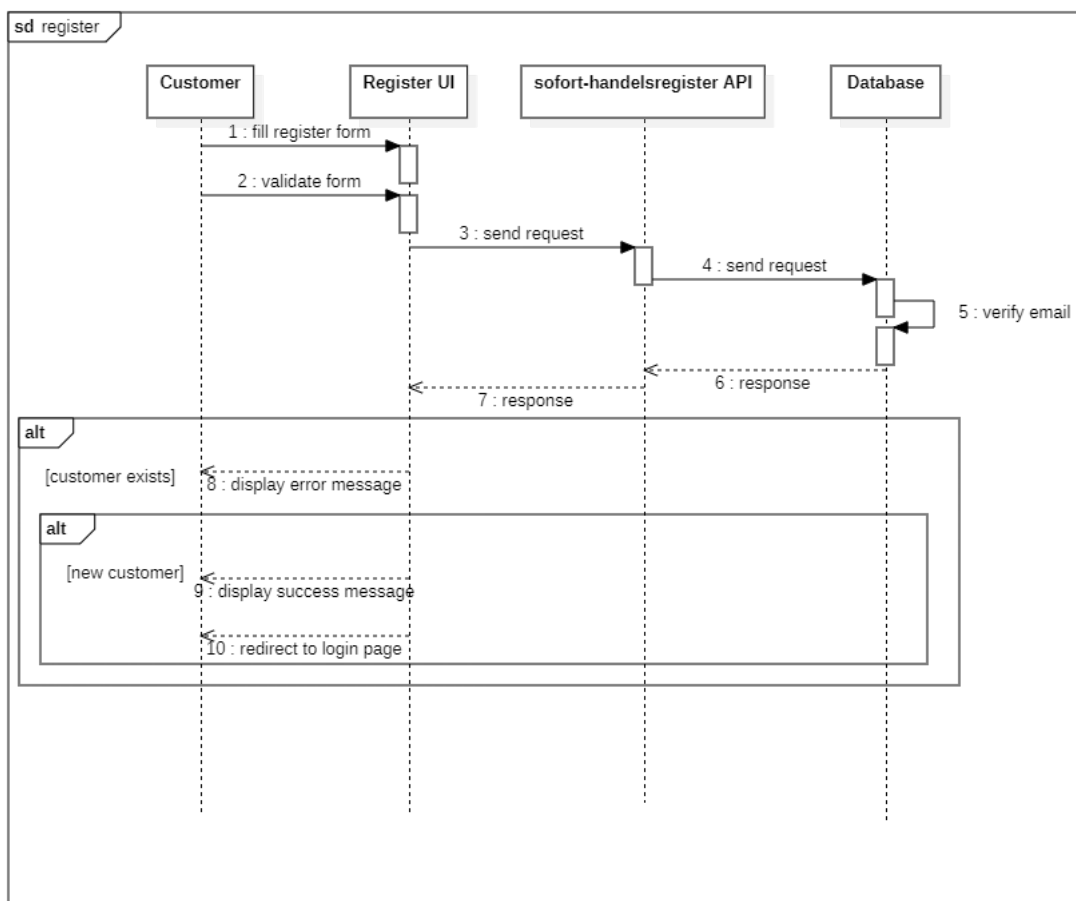 sd register
Customer
Register UI
sofort-handelsregister API
Database
1 : fill register form
2 : validate form
3 : send request
4 : send request
5 : verify email
6 : response
7 : response
alt
[customer exists]
8 : display error message
alt
[new customer]
9 : display success message
10 : redirect to login page